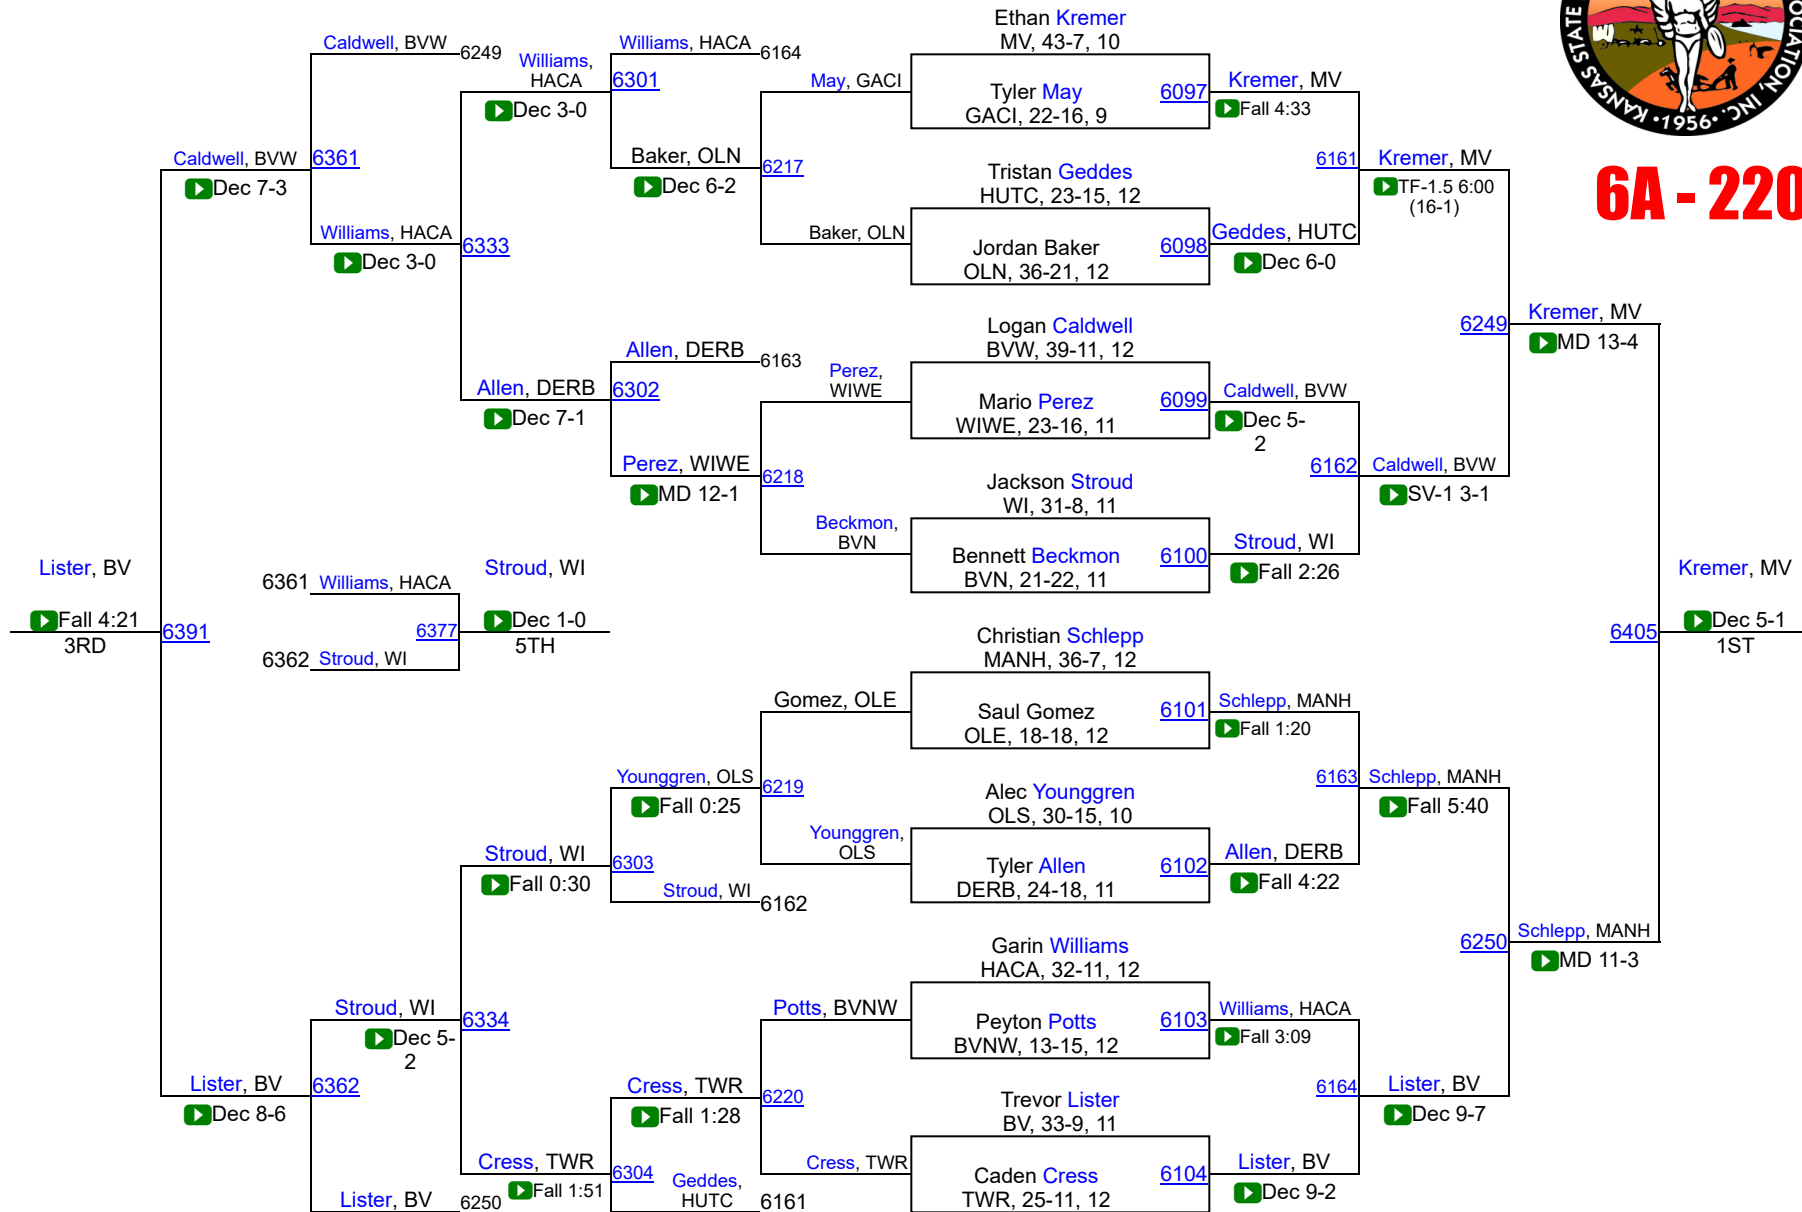 Caldwell, BVW
6249
Williams,
HACA
Dec 3-0
Williams, HACA
6164
6301
May, GACI
Ethan Kremer
MV, 43-7, 10
Tyler May
GACI, 22-16, 9
6097
Kremer, MV
Fall 4:33
KANSAS STATE
OCIATION, INC.
•1956•
6A - 220
Caldwell, BVW
Dec 7-3
6361
Baker, OLN
Dec 6-2
6217
Tristan Geddes
HUTC, 23-15, 12
6161
Kremer, MV
TF-1.5 6:00
(16-1)
Williams, HACA
Dec 3-0
6333
Baker, OLN
Jordan Baker
OLN, 36-21, 12
6098
Geddes, HUTC
Dec 6-0
Logan Caldwell
BVW, 39-11, 12
6249
Kremer, MV
MD 13-4
Allen, DERB
6163
Allen, DERB
Dec 7-1
6302
Perez,
WIWE
Mario Perez
WIWE, 23-16, 11
6099
Caldwell, BVW
Dec 5-
2
Perez, WIWE
MD 12-1
6218
Jackson Stroud
WI, 31-8, 11
6162
Caldwell, BVW
SV-1 3-1
Beckmon,
BVN
Bennett Beckmon
BVN, 21-22, 11
6100
Stroud, WI
Fall 2:26
Lister, BV
Fall 4:21
3RD
6391
6361
Williams, HACA
6377
6362
Stroud, WI
Stroud, WI
Dec 1-0
5TH
Christian Schlepp
MANH, 36-7, 12
6405
Kremer, MV
Dec 5-1
1ST
Gomez, OLE
Saul Gomez
OLE, 18-18, 12
6101
Schlepp, MANH
Fall 1:20
Younggren, OLS
Fall 0:25
6219
Alec Younggren
OLS, 30-15, 10
6163
Schlepp, MANH
Fall 5:40
Stroud, WI
Fall 0:30
6303
Younggren,
OLS
Tyler Allen
DERB, 24-18, 11
6102
Allen, DERB
Fall 4:22
Stroud, WI
6162
Garin Williams
HACA, 32-11, 12
6250
Schlepp, MANH
MD 11-3
Stroud, WI
Dec 5-
2
6334
Potts, BVNW
Peyton Potts
BVNW, 13-15, 12
6103
Williams, HACA
Fall 3:09
Lister, BV
Dec 8-6
6362
Cress, TWR
Fall 1:28
6220
Trevor Lister
BV, 33-9, 11
6164
Lister, BV
Dec 9-7
Cress, TWR
Fall 1:51
6304
Cress, TWR
Caden Cress
TWR, 25-11, 12
6104
Lister, BV
Dec 9-2
Lister, BV
6250
Geddes,
HUTC
6161